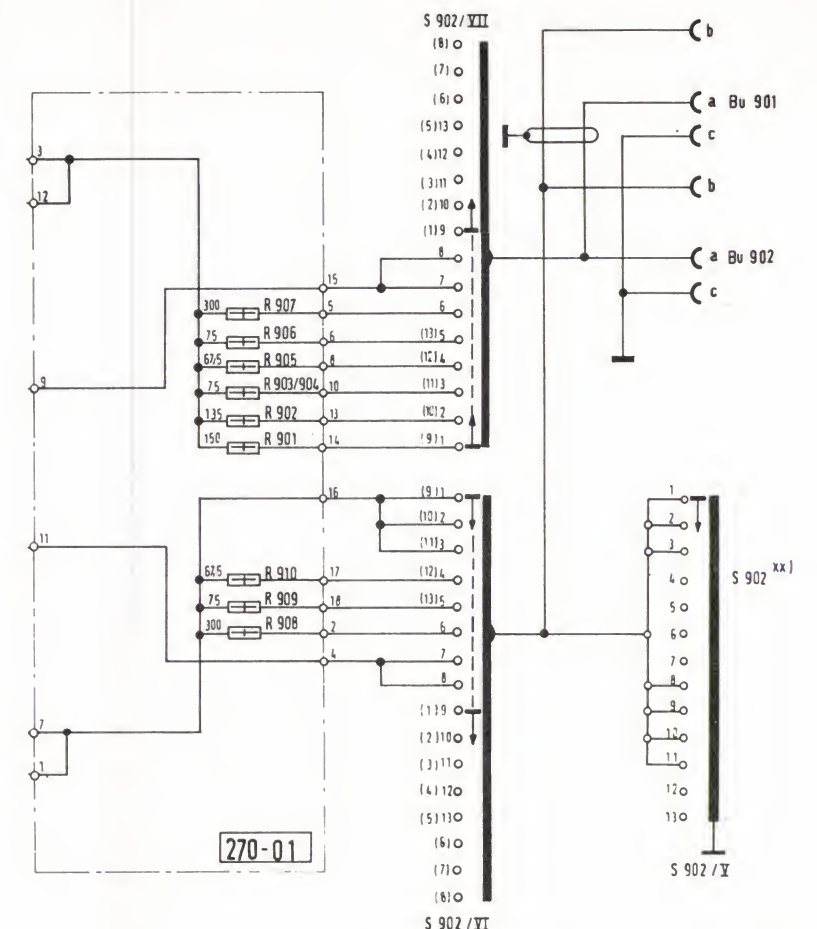 S 902/VII
(8)
(7)
(6)
(5)13
(4)12
(3)11
(2)10
(1)9
8
7
6
(13)5
(12)4
(11)3
(10)2
(9)1
b
a Bu 901
c
b
a Bu 902
c
3
12
9
11
7
1
15
300 R 907 5
75 R 906 6
67,5 R 905 8
75 R 903/904 10
135 R 902 13
150 R 901 14
16
67,5 R 910 17
75 R 909 18
300 R 908 2
4
270-01
(9)1
(10)2
(11)3
(12)4
(13)5
6
7
8
(1)9
(2)10
(3)11
(4)12
(5)13
(6)
(7)
(8)
S 902/VI
1
2
3
4
5
6
7
8
9
10
11
12
13
S 902 xx)
S 902/V